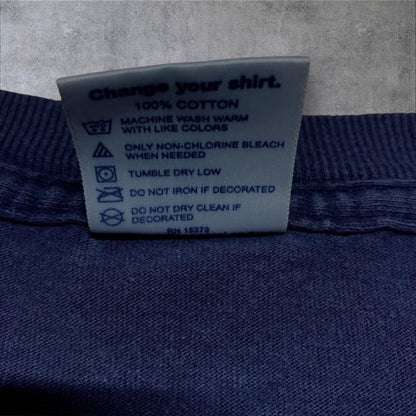 Change your shirt.
100% COTTON
MACHINE WASH WARM
WITH LIKE COLORS
ONLY NON-CHLORINE BLEACH
WHEN NEEDED
TUMBLE DRY LOW
DO NOT IRON IF DECORATED
DO NOT DRY CLEAN IF
DECORATED
RN 15373